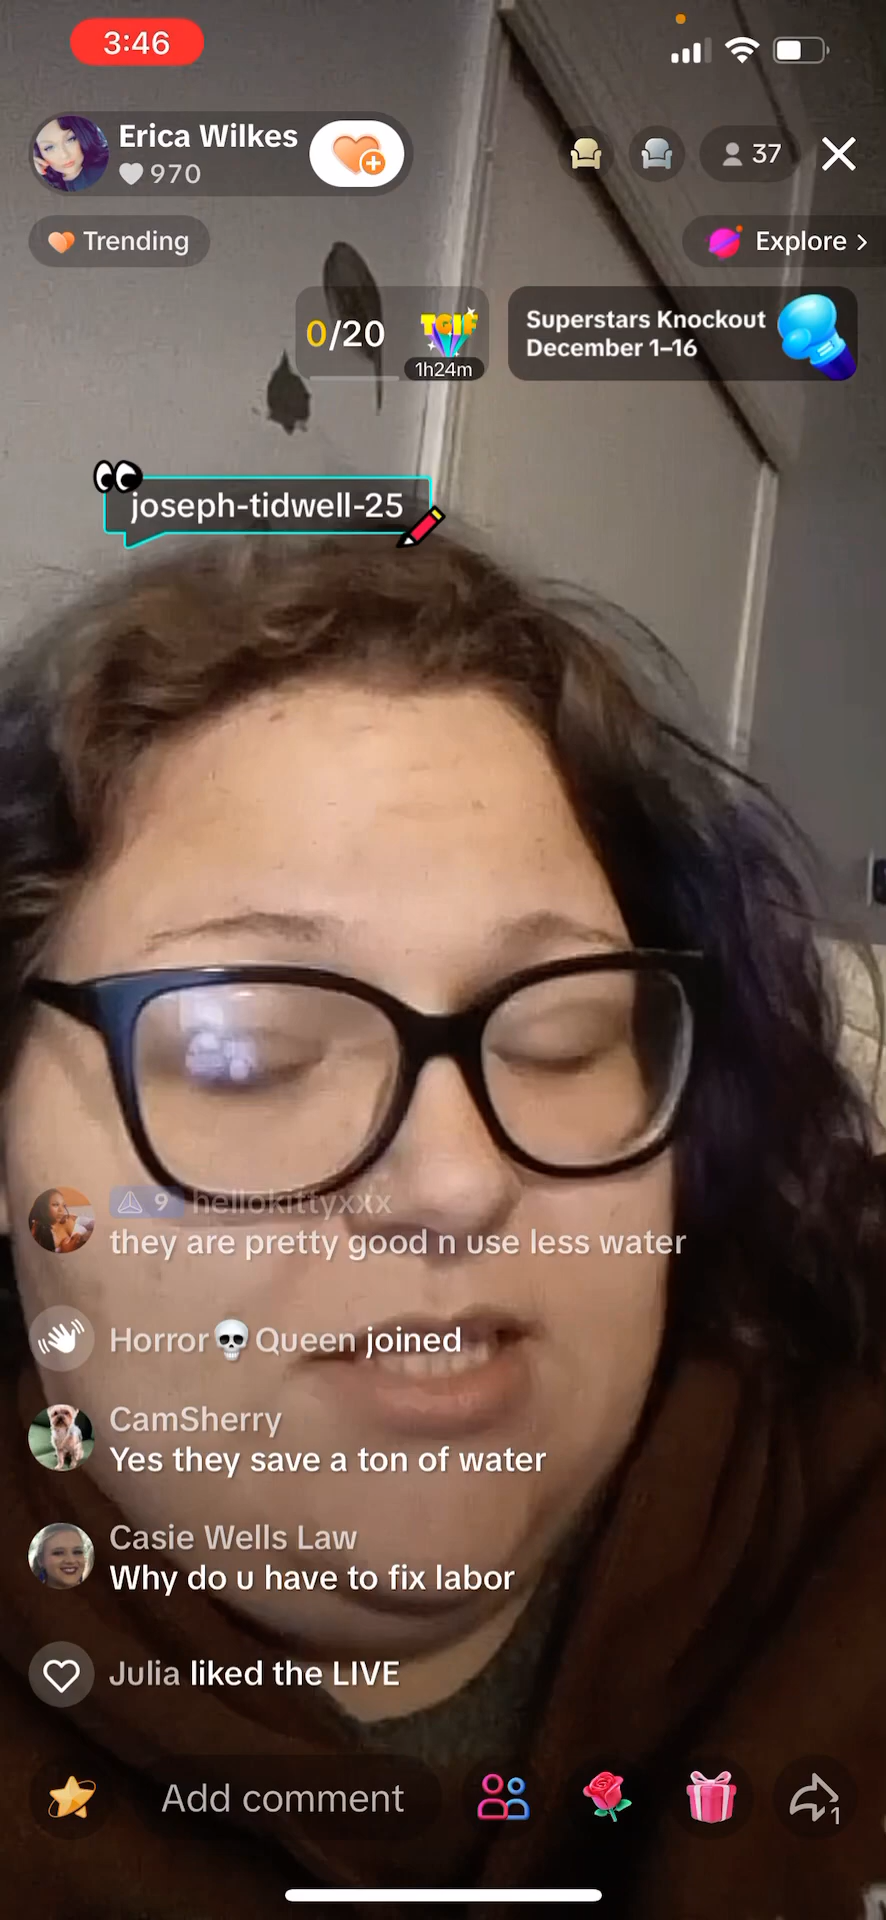 3:46
Erica Wilkes
970
37
Trending
Explore >
0/20
TGIF
1h24m
Superstars Knockout
December 1–16
joseph-tidwell-25
9 hellokittyxxx
they are pretty good n use less water
Horror💀Queen joined
CamSherry
Yes they save a ton of water
Casie Wells Law
Why do u have to fix labor
Julia liked the LIVE
Add comment
1